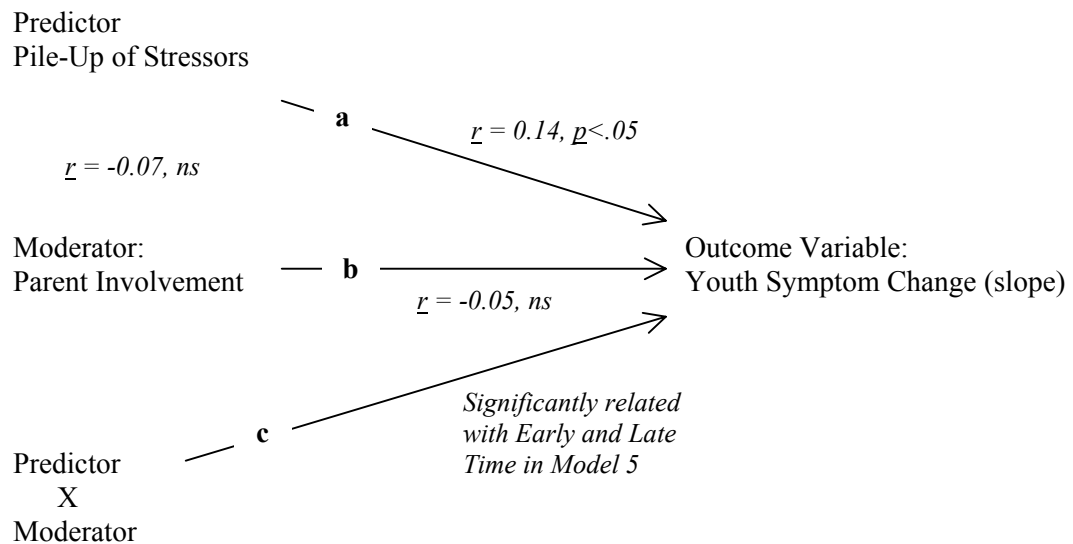 Predictor
Pile-Up of Stressors
a
r = 0.14, p<.05
r = -0.07, ns
Moderator:
Parent Involvement
b
r = -0.05, ns
Outcome Variable:
Youth Symptom Change (slope)
c
Significantly related
with Early and Late
Time in Model 5
Predictor
X
Moderator